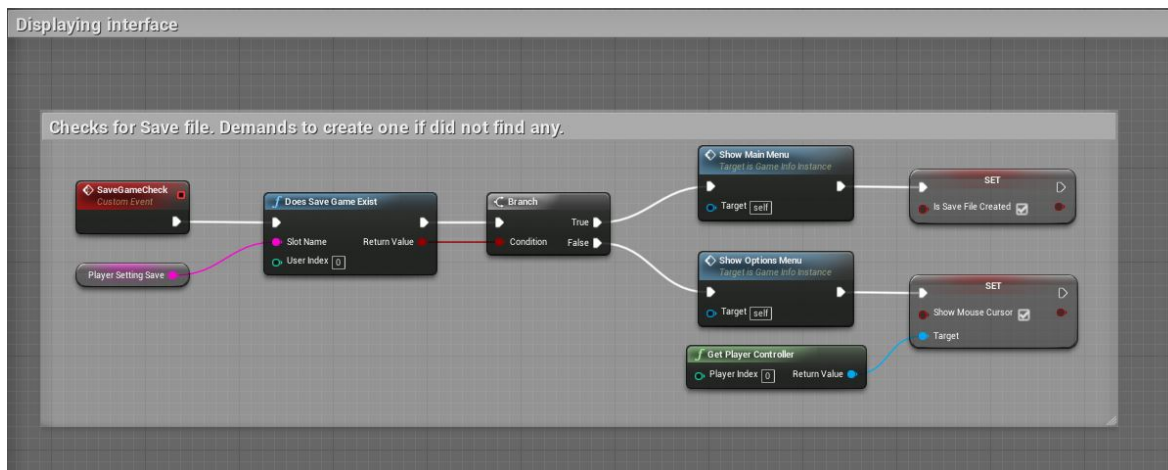 Displaying interface
Checks for Save file. Demands to create one if did not find any.
SaveGameCheck
Custom Event
Player Setting Save
Does Save Game Exist
Slot Name
Return Value
User Index 0
Branch
True
Condition
False
Show Main Menu
Target is Game Info Instance
Target self
SET
Is Save File Created
Show Options Menu
Target is Game Info Instance
Target self
SET
Show Mouse Cursor
Target
Get Player Controller
Player Index 0
Return Value